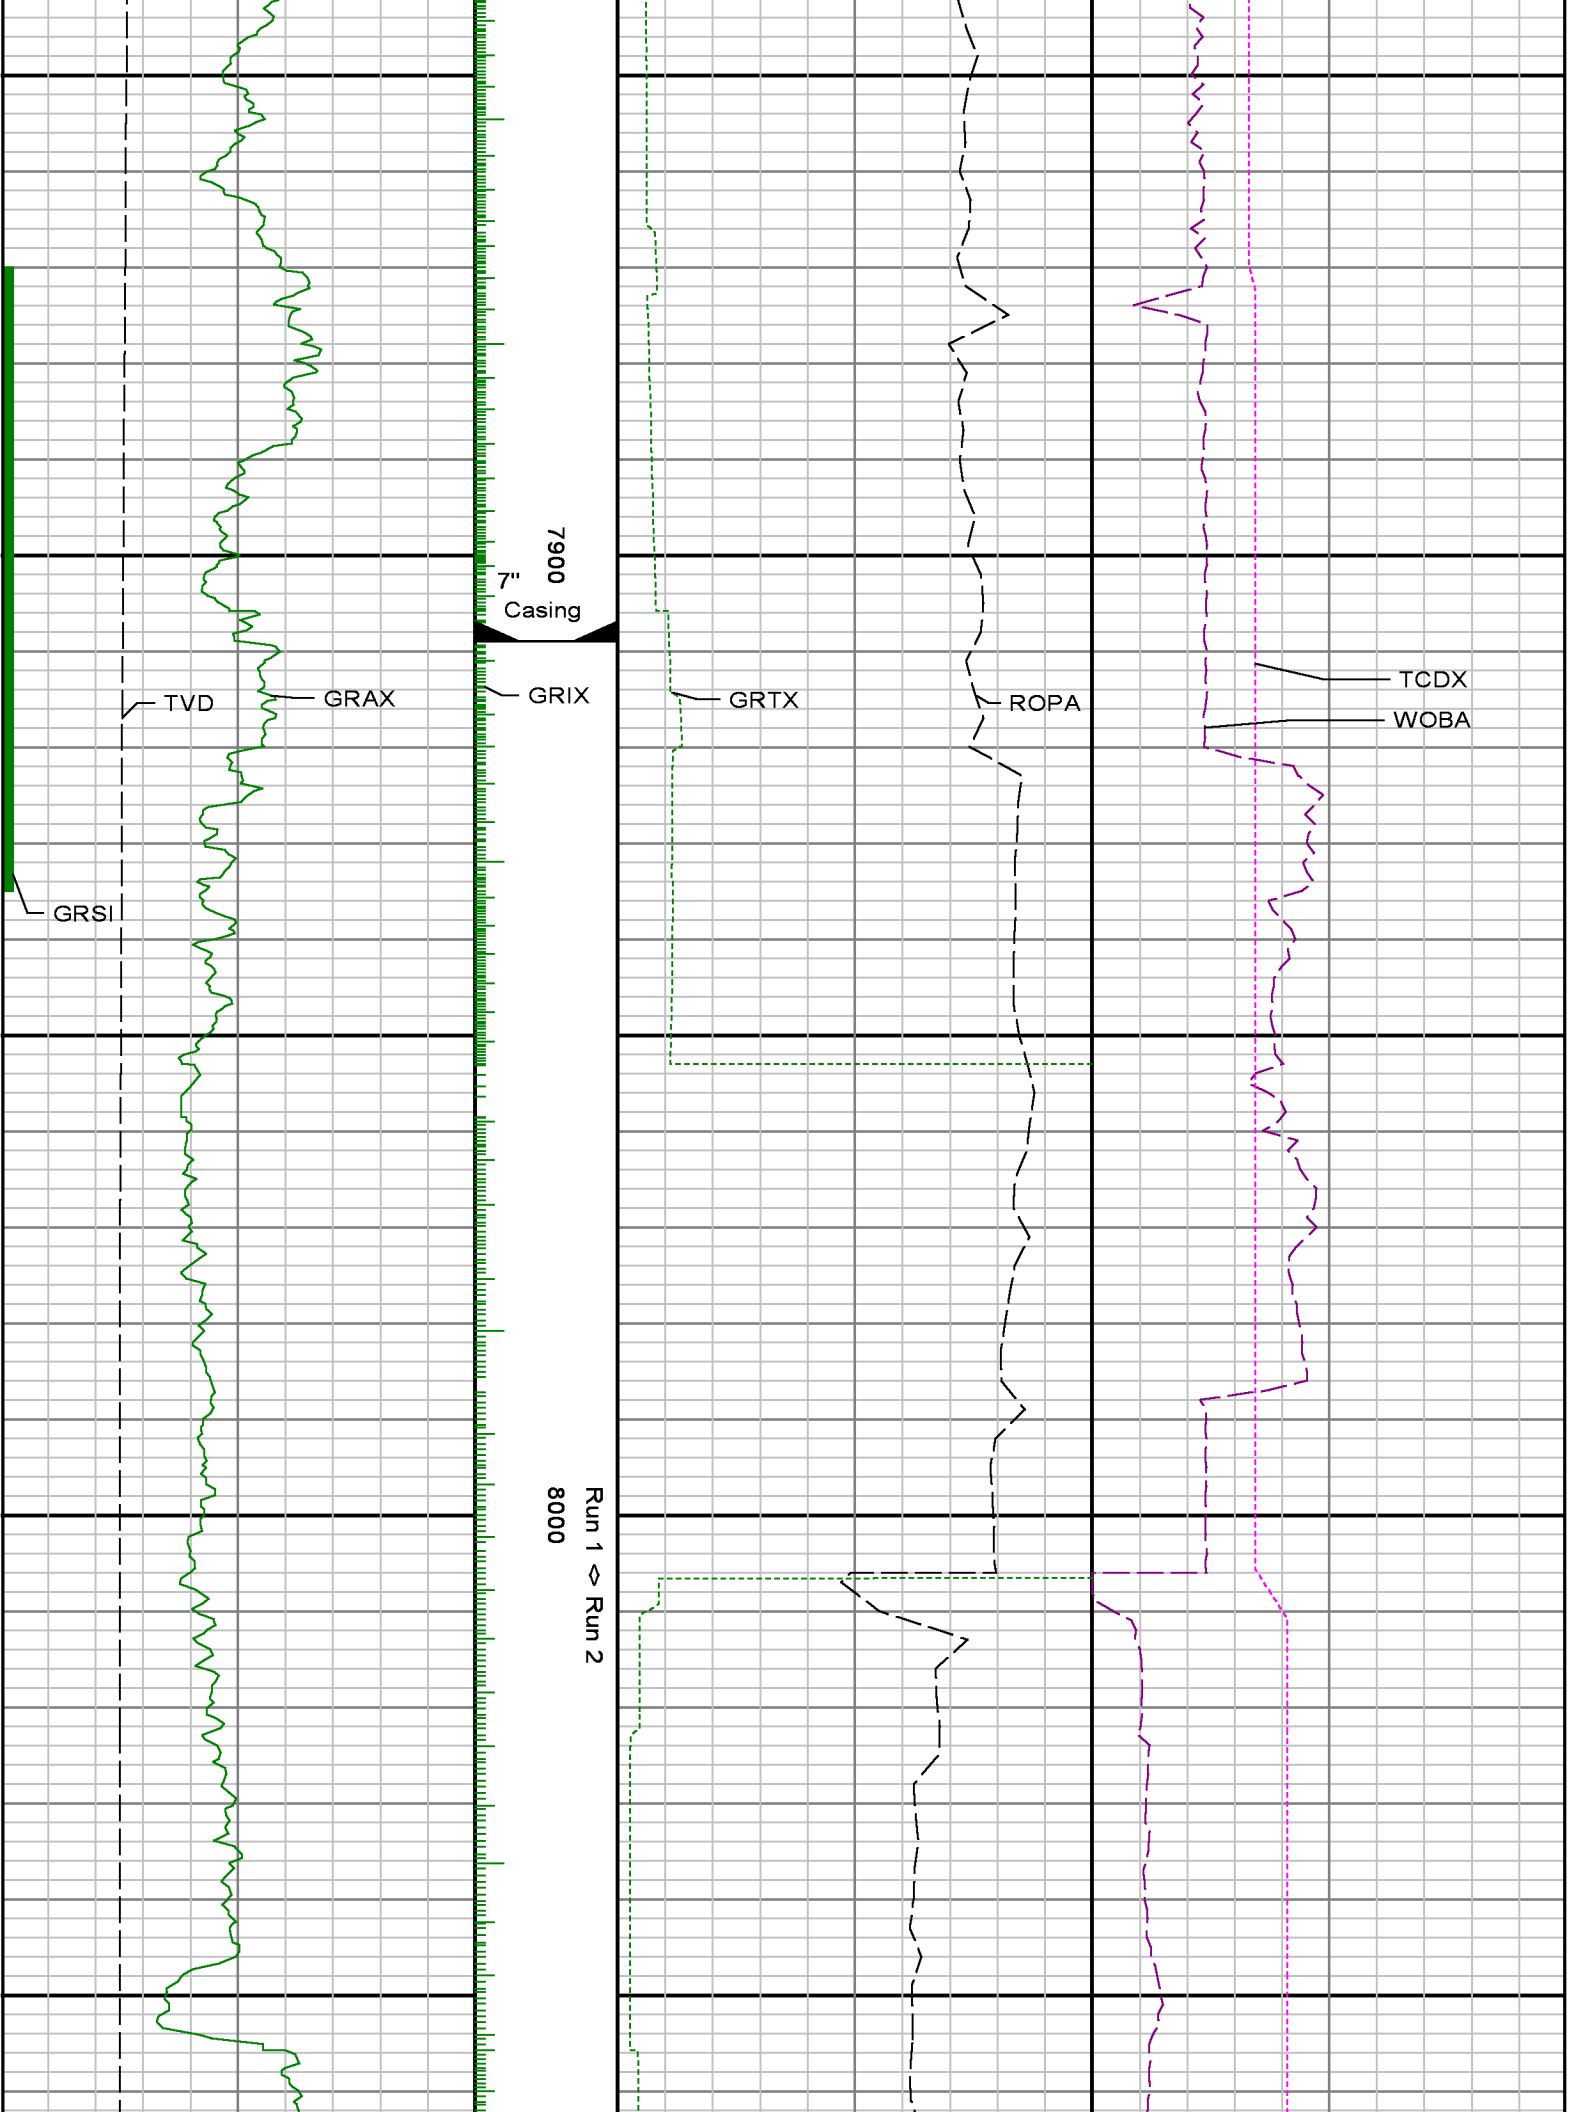 7900
7"
Casing
TVD
GRAX
GRIX
GRTX
ROPA
TCDX
WOBA
GRSI
8000
Run 1 <> Run 2